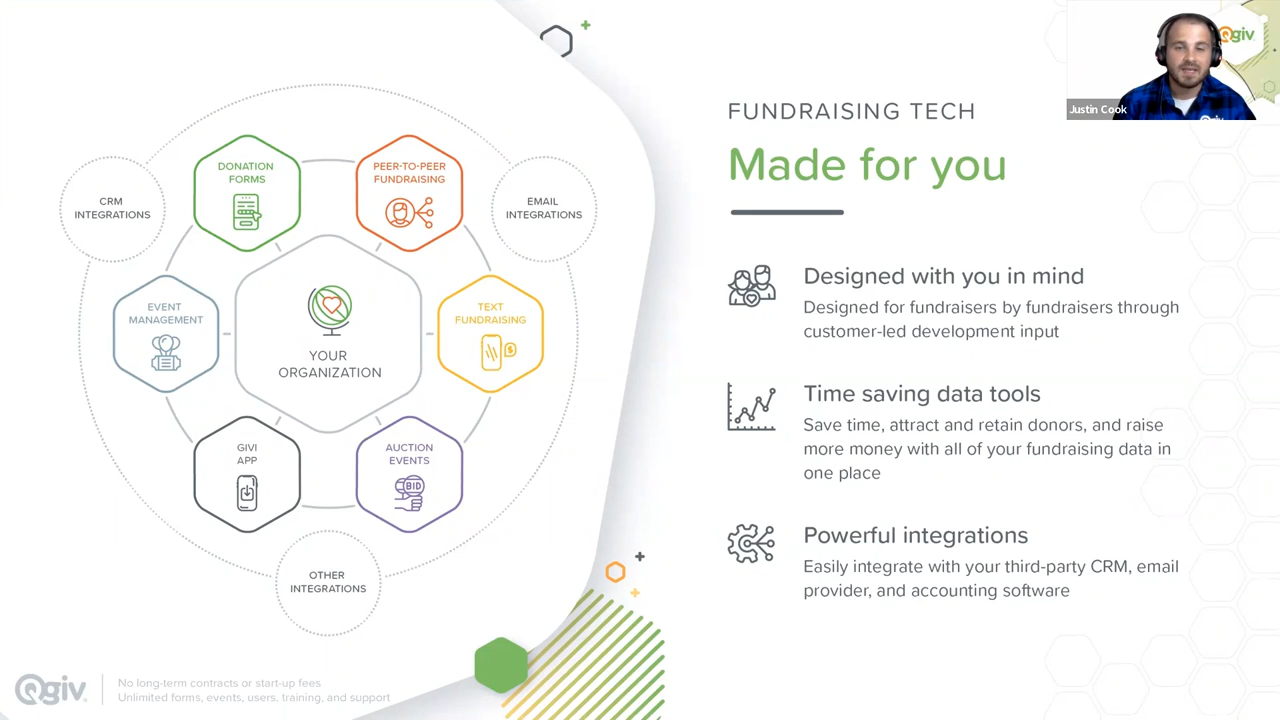 Qgiv
Justin Cook
Qgiv
FUNDRAISING TECH
Made for you
Designed with you in mind
Designed for fundraisers by fundraisers through
customer-led development input
Time saving data tools
Save time, attract and retain donors, and raise
more money with all of your fundraising data in
one place
Powerful integrations
Easily integrate with your third-party CRM, email
provider, and accounting software
DONATION
FORMS
PEER-TO-PEER
FUNDRAISING
CRM
INTEGRATIONS
EMAIL
INTEGRATIONS
EVENT
MANAGEMENT
TEXT
FUNDRAISING
$
YOUR
ORGANIZATION
GIVI
APP
AUCTION
EVENTS
BID
OTHER
INTEGRATIONS
Qgiv
No long-term contracts or start-up fees
Unlimited forms, events, users, training, and support